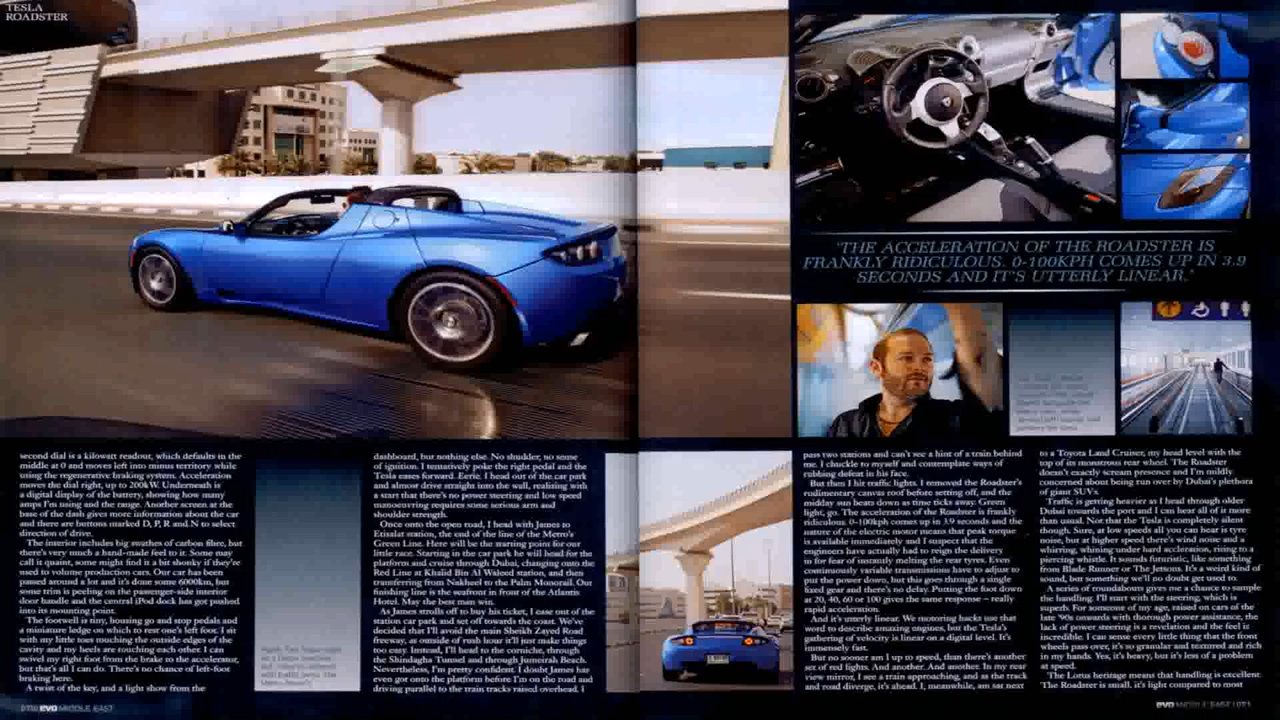 TESLA
ROADSTER
second dial is a kilowatt readout, which defaults in the
middle at 0 and moves left into minus territory while
using the regenerative braking system. Acceleration
moves the dial right, up to 200kW. Underneath is
a digital display of the battery, showing how many
amps I'm using and the range. Another screen at the
base of the dash gives more information about the car
and there are buttons marked D, P, R and N to select
direction of drive.
The interior includes big swathes of carbon fibre, but
there's very much a hand-made feel to it. Some may
call it quaint, some might find it a bit shonky if they're
used to volume production cars. Our car has been
passed around a lot and it's done some 6000km, but
some trim is peeling on the passenger-side interior
door handle and the central iPod dock has got pushed
into its mounting point.
The footwell is tiny, housing go and stop pedals and
a miniature ledge on which to rest one's left foot. I sit
with my little toes touching the outside edges of the
cavity and my heels are touching each other. I can
swivel my right foot from the brake to the accelerator,
but that's all I can do. There's no chance of left-foot
braking here.
A twist of the key, and a light show from the
dashboard, but nothing else. No shudder, no sense
of ignition. I tentatively poke the right pedal and the
Tesla eases forward. Eerie. I head out of the car park
and almost drive straight into the wall, realising with
a start that there's no power steering and low speed
manoeuvring requires some serious arm and
shoulder strength.
Once onto the open road, I head with James to
Etisalat station, the end of the line of the Metro's
Green Line. Here will be the starting point for our
little race. Starting in the car park he will head for the
platform and cruise through Dubai, changing onto the
Red Line at Khalid Bin Al Waleed station, and then
transferring from Nakheel to the Palm Monorail. Our
finishing line is the seafront in front of the Atlantis
Hotel. May the best man win.
As James strolls off to buy his ticket, I ease out of the
station car park and set off towards the coast. We've
decided that I'll avoid the main Sheikh Zayed Road
freeway, as outside of rush hour it'll just make things
too easy. Instead, I'll head to the corniche, through
the Shindagha Tunnel and through Jumeirah Beach.
Nevertheless, I'm pretty confident. I doubt James has
even got onto the platform before I'm on the road and
driving parallel to the train tracks raised overhead. I
'THE ACCELERATION OF THE ROADSTER IS
FRANKLY RIDICULOUS. 0-100KPH COMES UP IN 3.9
SECONDS AND IT'S UTTERLY LINEAR.'
pass two stations and can't see a hint of a train behind
me. I chuckle to myself and contemplate ways of
rubbing defeat in his face.
But then I hit traffic lights. I removed the Roadster's
rudimentary canvas roof before setting off, and the
midday sun beats down as time ticks away. Green
light, go. The acceleration of the Roadster is frankly
ridiculous. 0-100kph comes up in 3.9 seconds and the
nature of the electric motor means that peak torque
is available immediately and I suspect that the
engineers have actually had to reign the delivery
in for fear of instantly melting the rear tyres. Even
continuously variable transmissions have to adjust to
put the power down, but this goes through a single
fixed gear and there's no delay. Putting the foot down
at 20, 40, 60 or 100 gives the same response – really
rapid acceleration.
And it's utterly linear. We motoring hacks use that
word to describe amazing engines, but the Tesla's
gathering of velocity is linear on a digital level. It's
immensely fast.
But no sooner am I up to speed, than there's another
set of red lights. And another. And another. In my rear
view mirror, I see a train approaching, and as the track
and road diverge, it's ahead. I, meanwhile, am sat next
to a Toyota Land Cruiser, my head level with the
top of its monstrous rear wheel. The Roadster
doesn't exactly scream presence and I'm mildly
concerned about being run over by Dubai's plethora
of giant SUVs.
Traffic is getting heavier as I head through older
Dubai towards the port and I can hear all of it more
than usual. Not that the Tesla is completely silent
though. Sure, at low speeds all you can hear is tyre
noise, but at higher speed there's wind noise and a
whirring, whining under hard acceleration, rising to a
piercing whistle. It sounds futuristic, like something
from Blade Runner or The Jetsons. It's a weird kind of
sound, but something we'll no doubt get used to.
A series of roundabouts give me a chance to sample
the handling. I'll start with the steering, which is
superb. For someone of my age, raised on cars of the
late '90s onwards with thorough power assistance, the
lack of power steering is a revelation and the feel is
incredible. I can sense every little thing that the front
wheels pass over, it's so granular and textured and rich
in my hands. Yes, it's heavy, but it's less of a problem
at speed.
The Lotus heritage means that handling is excellent.
The Roadster is small, it's light compared to most
070 evo MIDDLE EAST
evo MIDDLE EAST 071